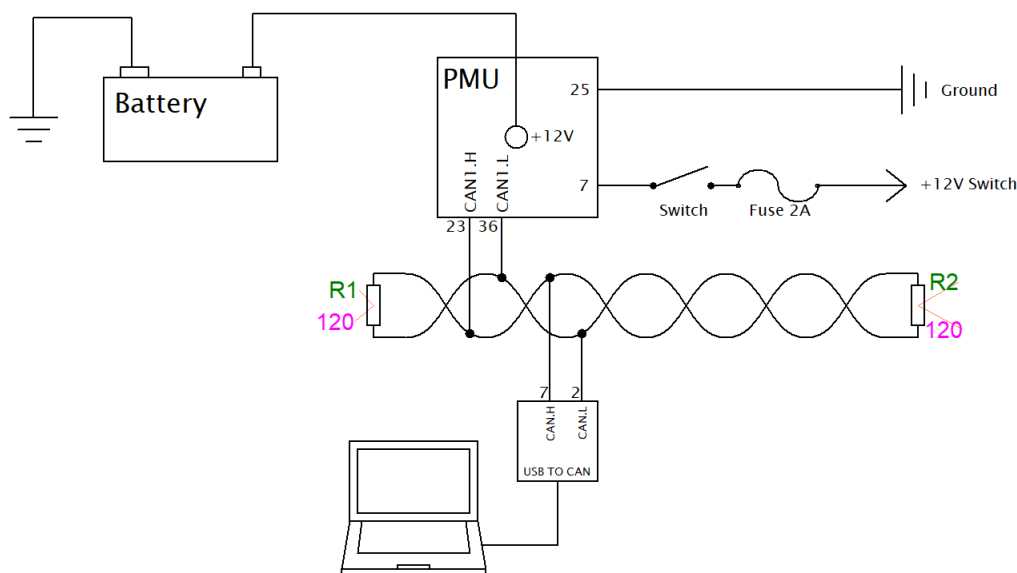 Battery
PMU
25
Ground
+12V
CAN1.H
CAN1.L
7
+12V Switch
Switch
Fuse 2A
23
36
R1
120
R2
120
7
2
CAN.H
CAN.L
USB TO CAN